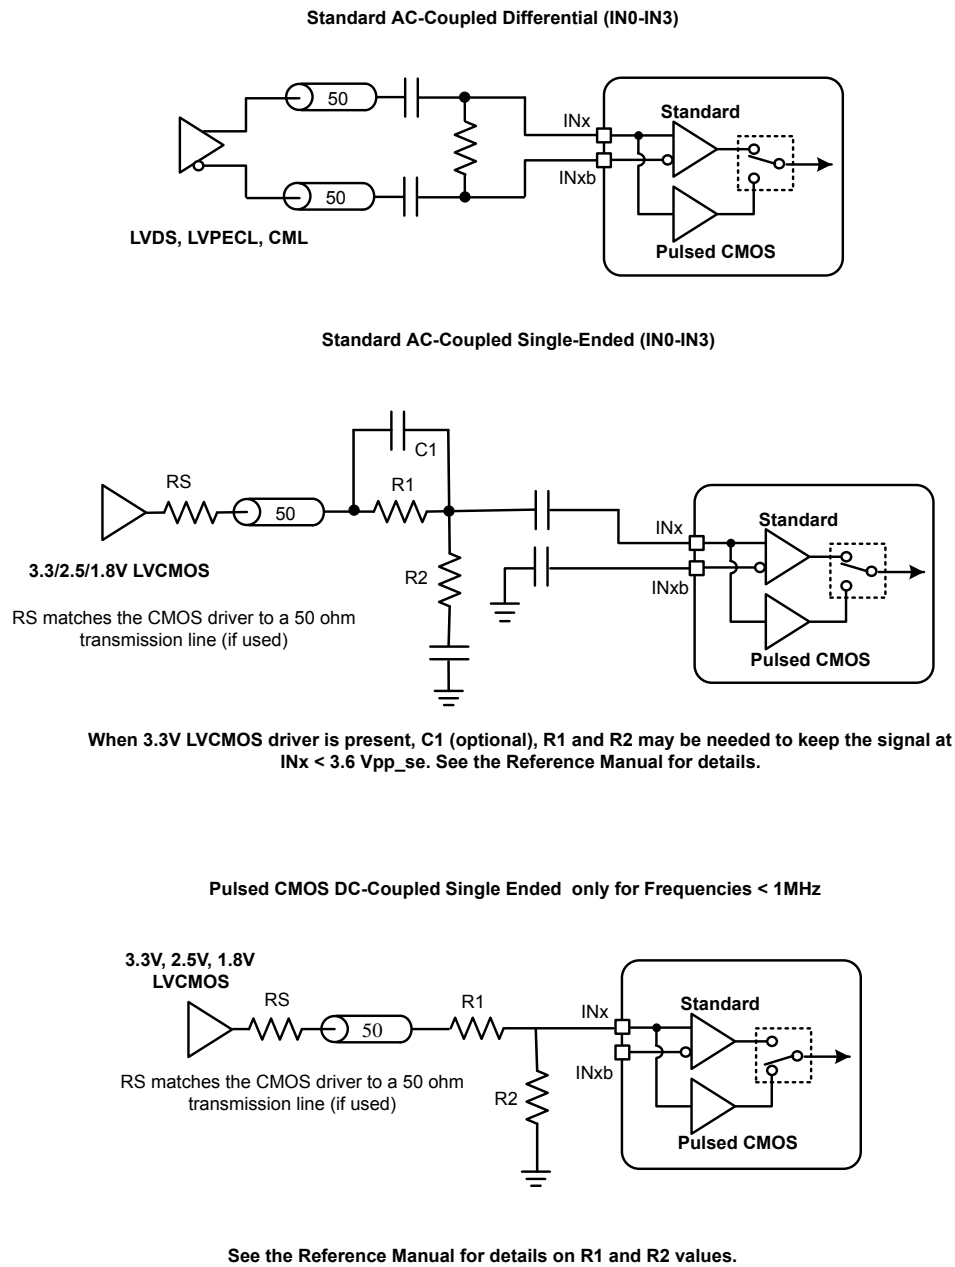 Standard AC-Coupled Differential (IN0-IN3)
50
INx
Standard
INxb
50
LVDS, LVPECL, CML
Pulsed CMOS
Standard AC-Coupled Single-Ended (IN0-IN3)
C1
RS
R1
50
INx
Standard
3.3/2.5/1.8V LVCMOS
R2
INxb
RS matches the CMOS driver to a 50 ohm
transmission line (if used)
Pulsed CMOS
When 3.3V LVCMOS driver is present, C1 (optional), R1 and R2 may be needed to keep the signal at
INx < 3.6 Vpp_se. See the Reference Manual for details.
Pulsed CMOS DC-Coupled Single Ended only for Frequencies < 1MHz
3.3V, 2.5V, 1.8V
LVCMOS
RS
R1
50
INx
Standard
INxb
RS matches the CMOS driver to a 50 ohm
transmission line (if used)
R2
Pulsed CMOS
See the Reference Manual for details on R1 and R2 values.